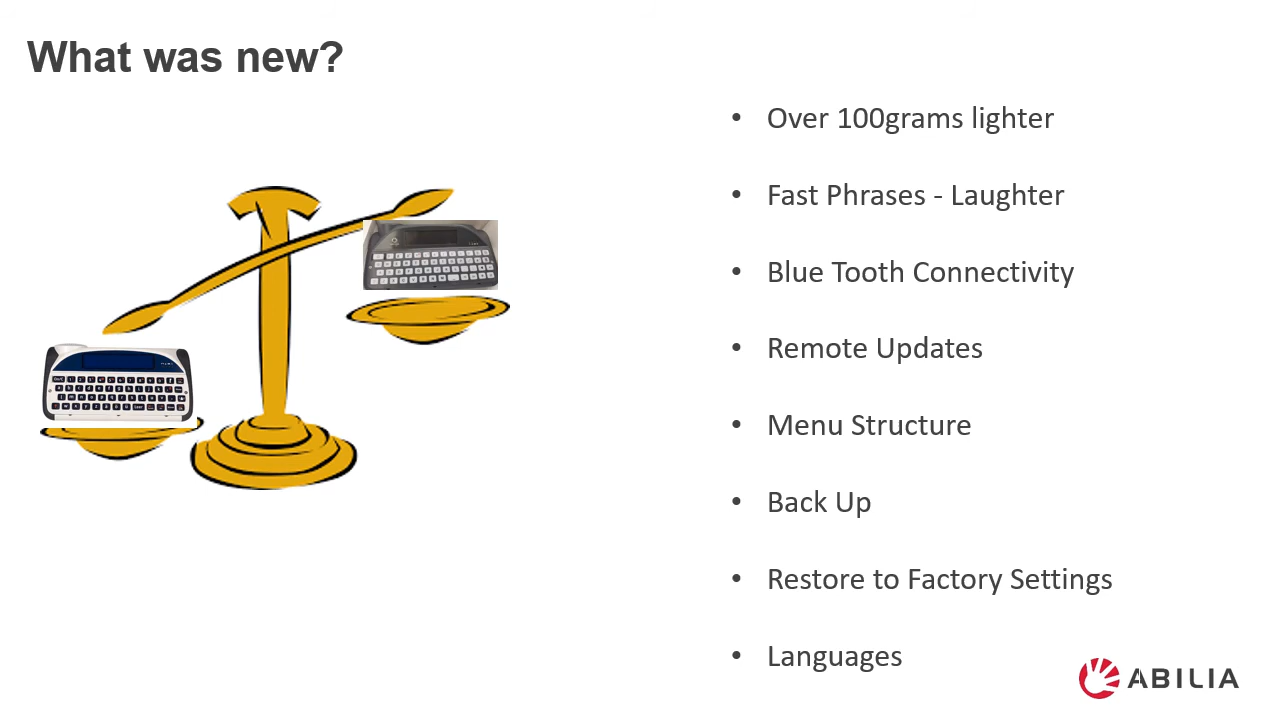 What was new?
• Over 100grams lighter
• Fast Phrases - Laughter
• Blue Tooth Connectivity
• Remote Updates
• Menu Structure
• Back Up
• Restore to Factory Settings
• Languages
ABILIA